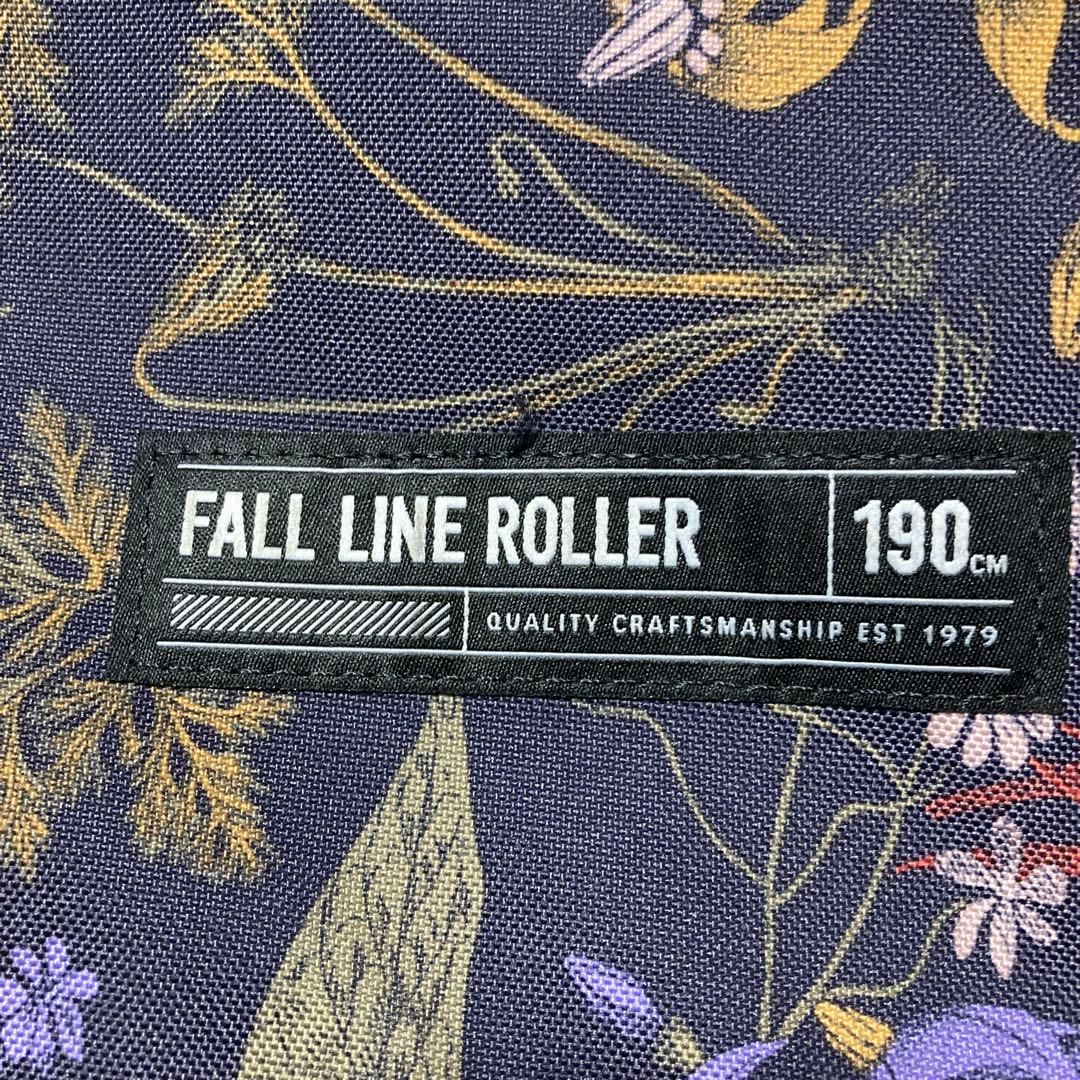 FALL LINE ROLLER 190CM
QUALITY CRAFTSMANSHIP EST 1979